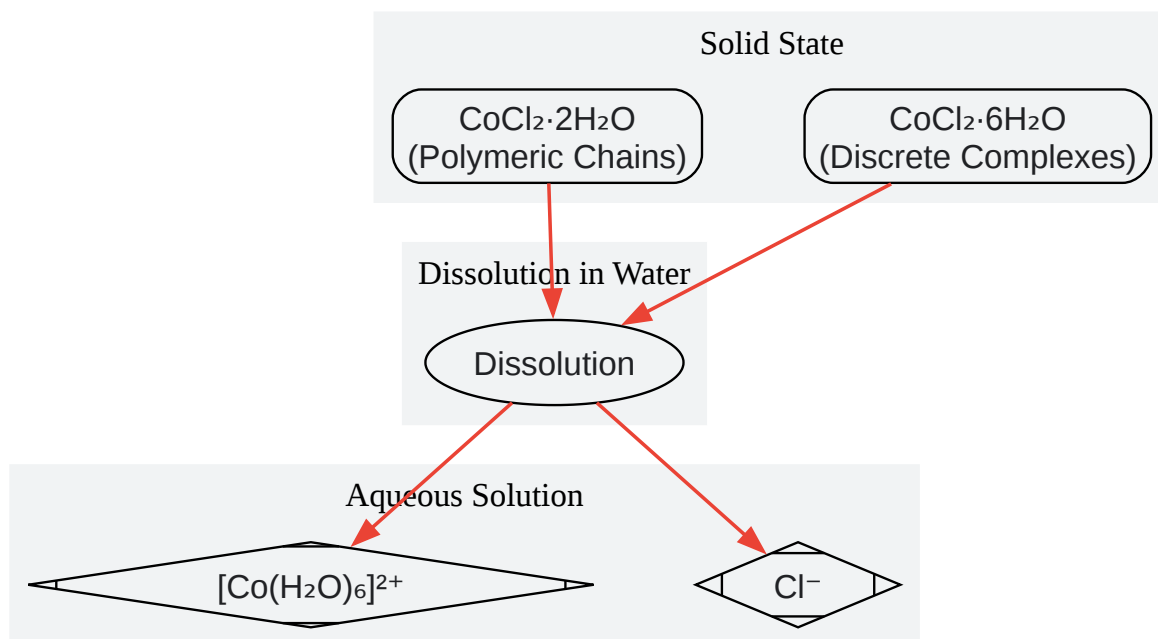 Solid State
CoCl₂·2H₂O
(Polymeric Chains)
CoCl₂·6H₂O
(Discrete Complexes)
Dissolution in Water
Dissolution
Aqueous Solution
[Co(H₂O)₆]²⁺
Cl⁻